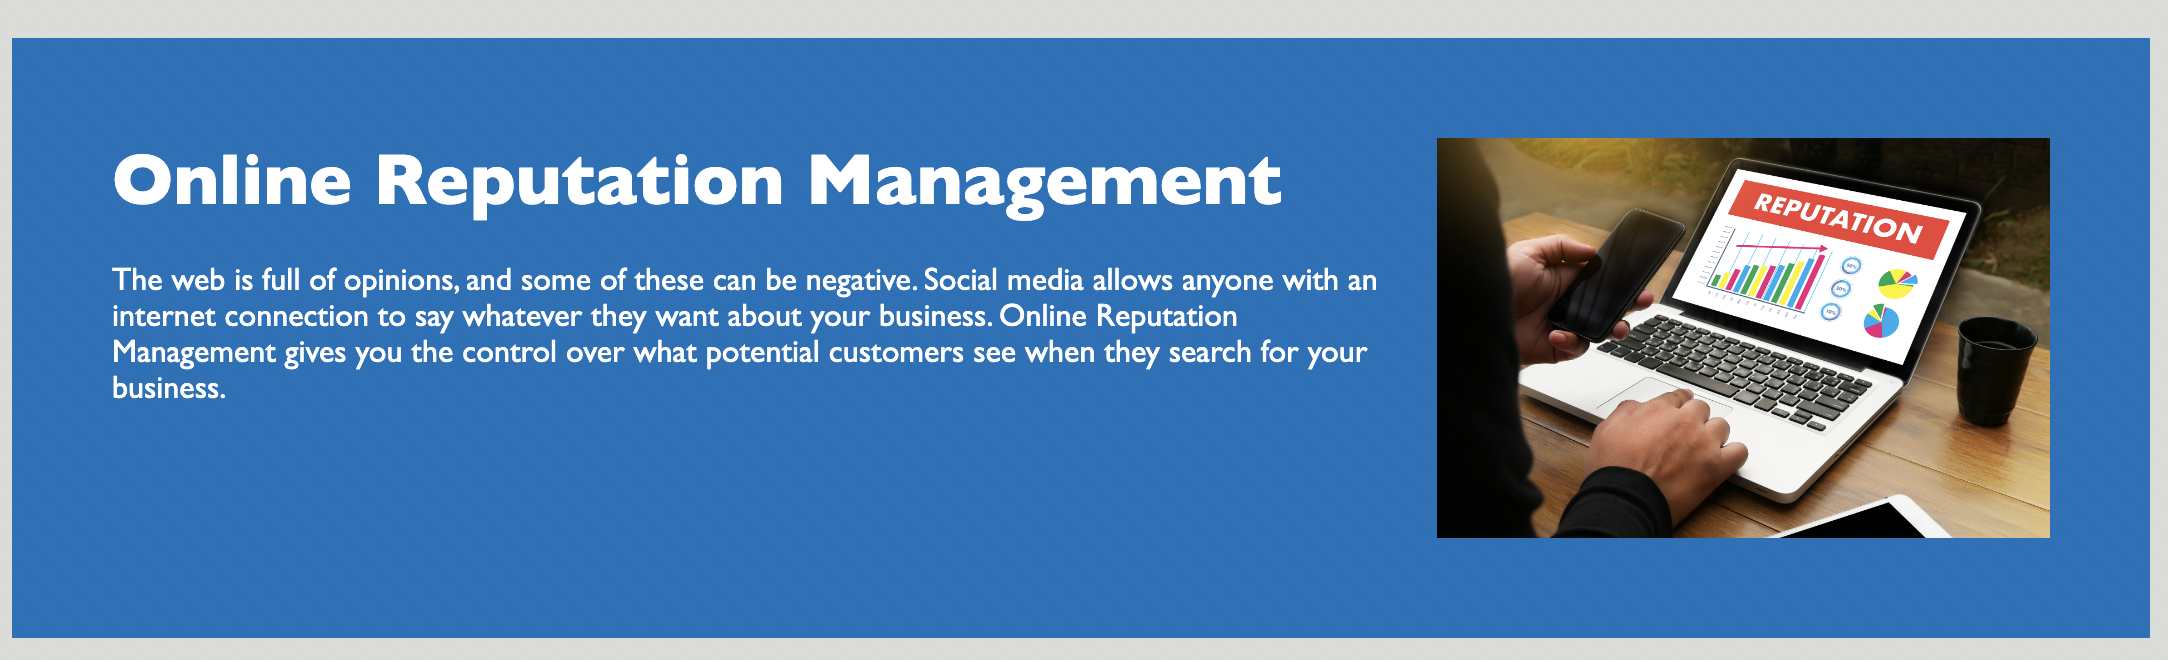 Online Reputation Management
The web is full of opinions, and some of these can be negative. Social media allows anyone with an
internet connection to say whatever they want about your business. Online Reputation
Management gives you the control over what potential customers see when they search for your
business.
REPUTATION